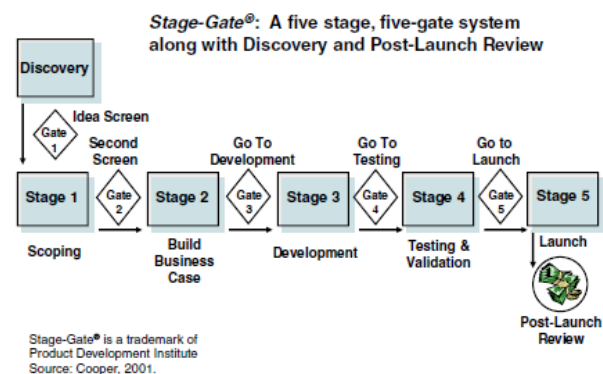 Stage-Gate®: A five stage, five-gate system
along with Discovery and Post-Launch Review
Discovery
Gate
1
Idea Screen
Second
Screen
Go To
Development
Go To
Testing
Go to
Launch
Stage 1
Gate
2
Stage 2
Gate
3
Stage 3
Gate
4
Stage 4
Gate
5
Stage 5
Scoping
Build
Business
Case
Development
Testing &
Validation
Launch
Post-Launch
Review
Stage-Gate® is a trademark of
Product Development Institute
Source: Cooper, 2001.